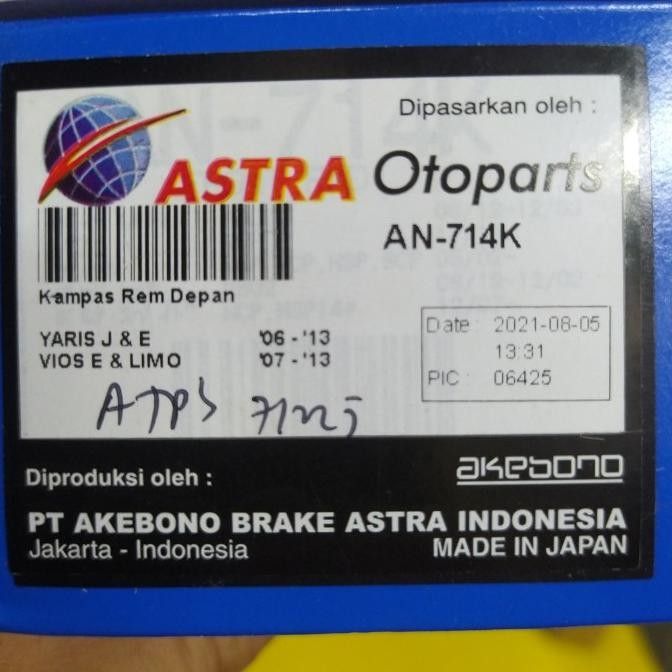 Dipasarkan oleh :
ASTRA Otoparts
AN-714K
Kampas Rem Depan
YARIS J & E '06 - '13
VIOS E & LIMO '07 - '13
Date : 2021-08-05
13:31
PIC : 06425
Diproduksi oleh :
akebono
PT AKEBONO BRAKE ASTRA INDONESIA
Jakarta - Indonesia
MADE IN JAPAN